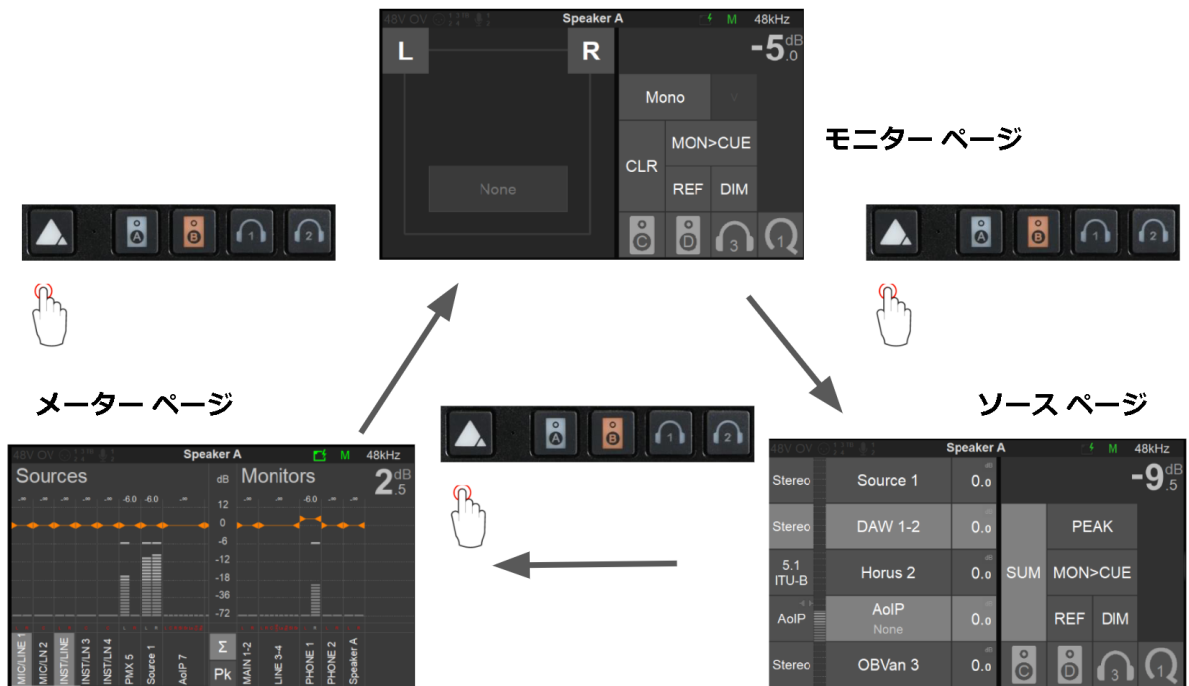 48V OV Speaker A M 48kHz
L R
-5.0 dB
Mono V
モニター ページ
CLR MON>CUE
REF DIM
None
C D 3 1
A B 1 2
A B 1 2
メーター ページ
ソース ページ
A B 1 2
48V OV Speaker A M 48kHz
Sources dB Monitors 2.5 dB
-∞ -∞ -∞ -∞ -6.0 -6.0 -∞ 12 -∞ -∞ -6.0 -∞ -∞
0
-6
-12
-18
-36
-72
MIC/LINE 1
MIC/LN 2
INST/LINE
INST/LN 3
INST/LN 4
PMX 5
Source 1
AoIP 7
Σ
Pk
MAIN 1-2
LINE 3-4
PHONE 1
PHONE 2
Speaker A
48V OV Speaker A M 48kHz
Stereo Source 1 0.0
-9.5 dB
Stereo DAW 1-2 0.0
PEAK
5.1
ITU-B
Horus 2 0.0
SUM MON>CUE
AoIP AoIP
None
0.0
REF DIM
Stereo OBVan 3 0.0
C D 3 1